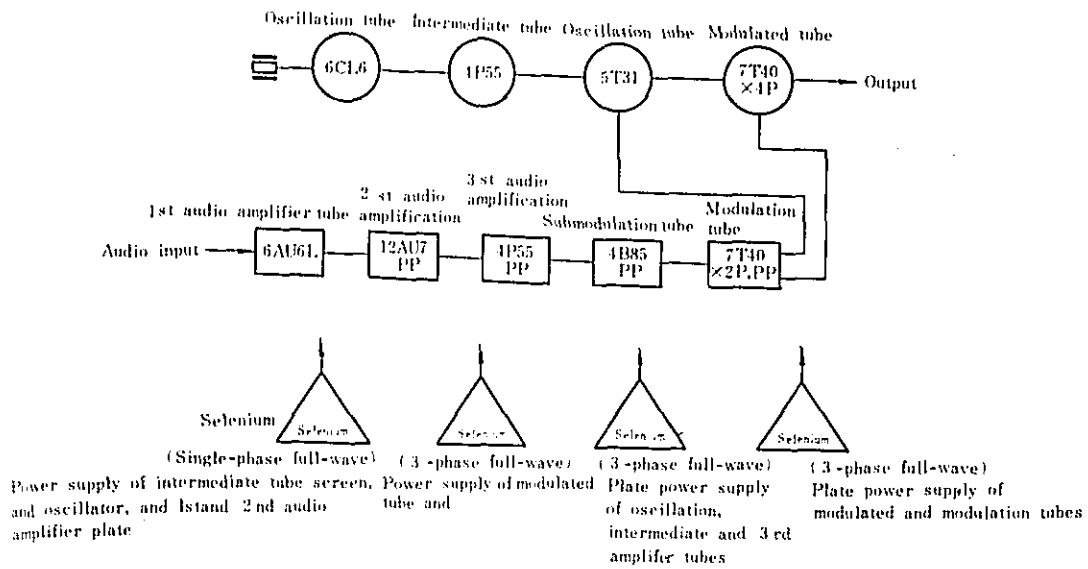 Oscillation tube Intermediate tube Oscillation tube Modulated tube
6CL6
4P55
5T31
7T40
×4P
Output
1st audio amplifier tube
2 st audio
amplification
3 st audio
amplification
Submodulation tube
Modulation
tube
Audio input
6AU6L
12AU7
PP
4P55
PP
4B85
PP
7T40
×2P.PP
Selenium
Selenium
Selenium
Selenium
Selenium
(Single-phase full-wave)
Power supply of intermediate tube screen,
and oscillator, and 1stand 2nd audio
amplifier plate
(3-phase full-wave)
Power supply of modulated
tube and
(3-phase full-wave)
Plate power supply
of oscillation,
intermediate and 3rd
amplifer tubes
(3-phase full-wave)
Plate power supply of
modulated and modulation tubes